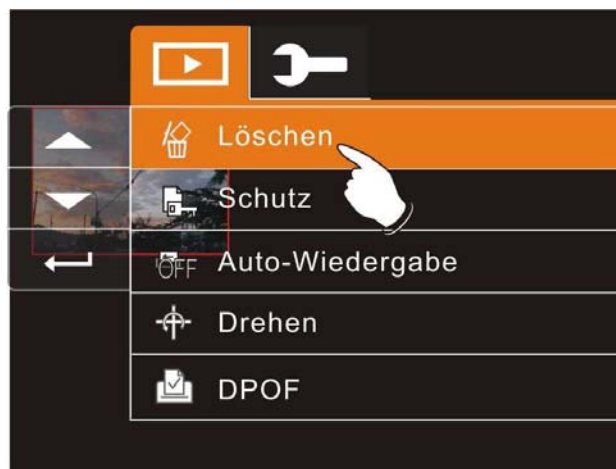 Löschen
Schutz
OFF Auto-Wiedergabe
Drehen
DPOF